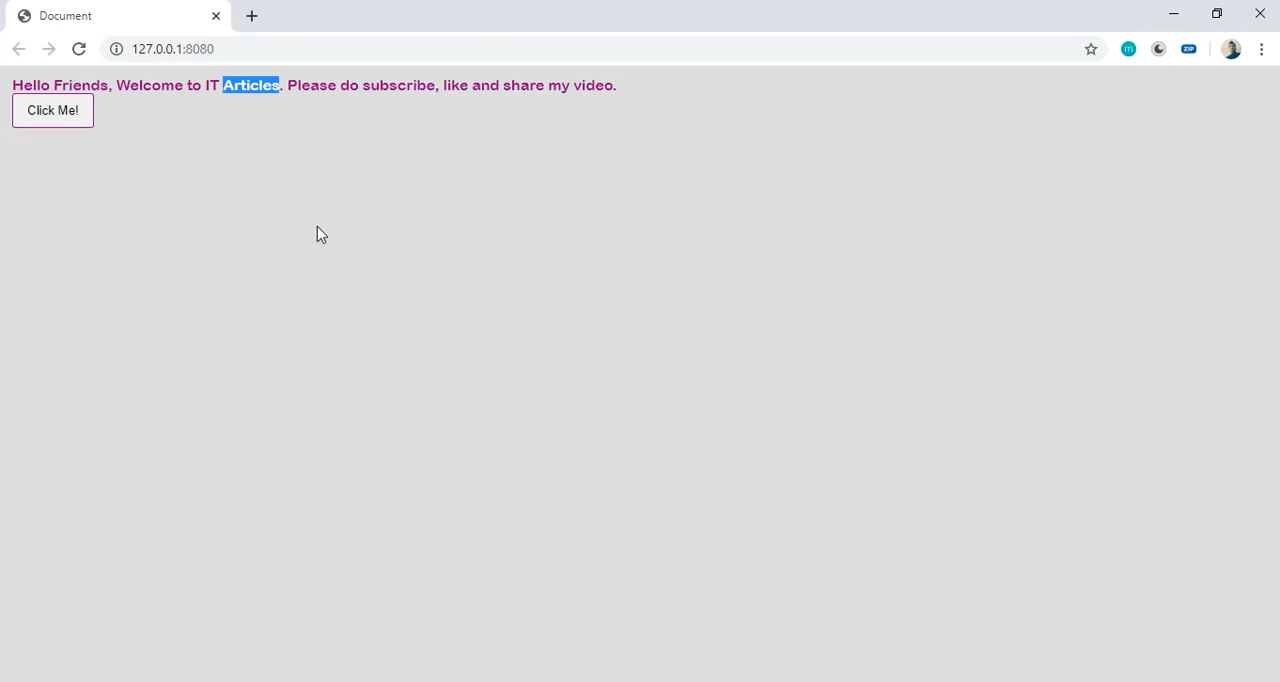 Document
127.0.0.1:8080
m
ZIP
Hello Friends, Welcome to IT Articles. Please do subscribe, like and share my video.
Click Me!